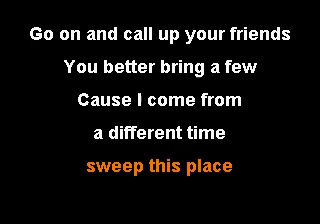 Go on and call up your friends
You better bring a few
Cause I come from
a different time
sweep this place